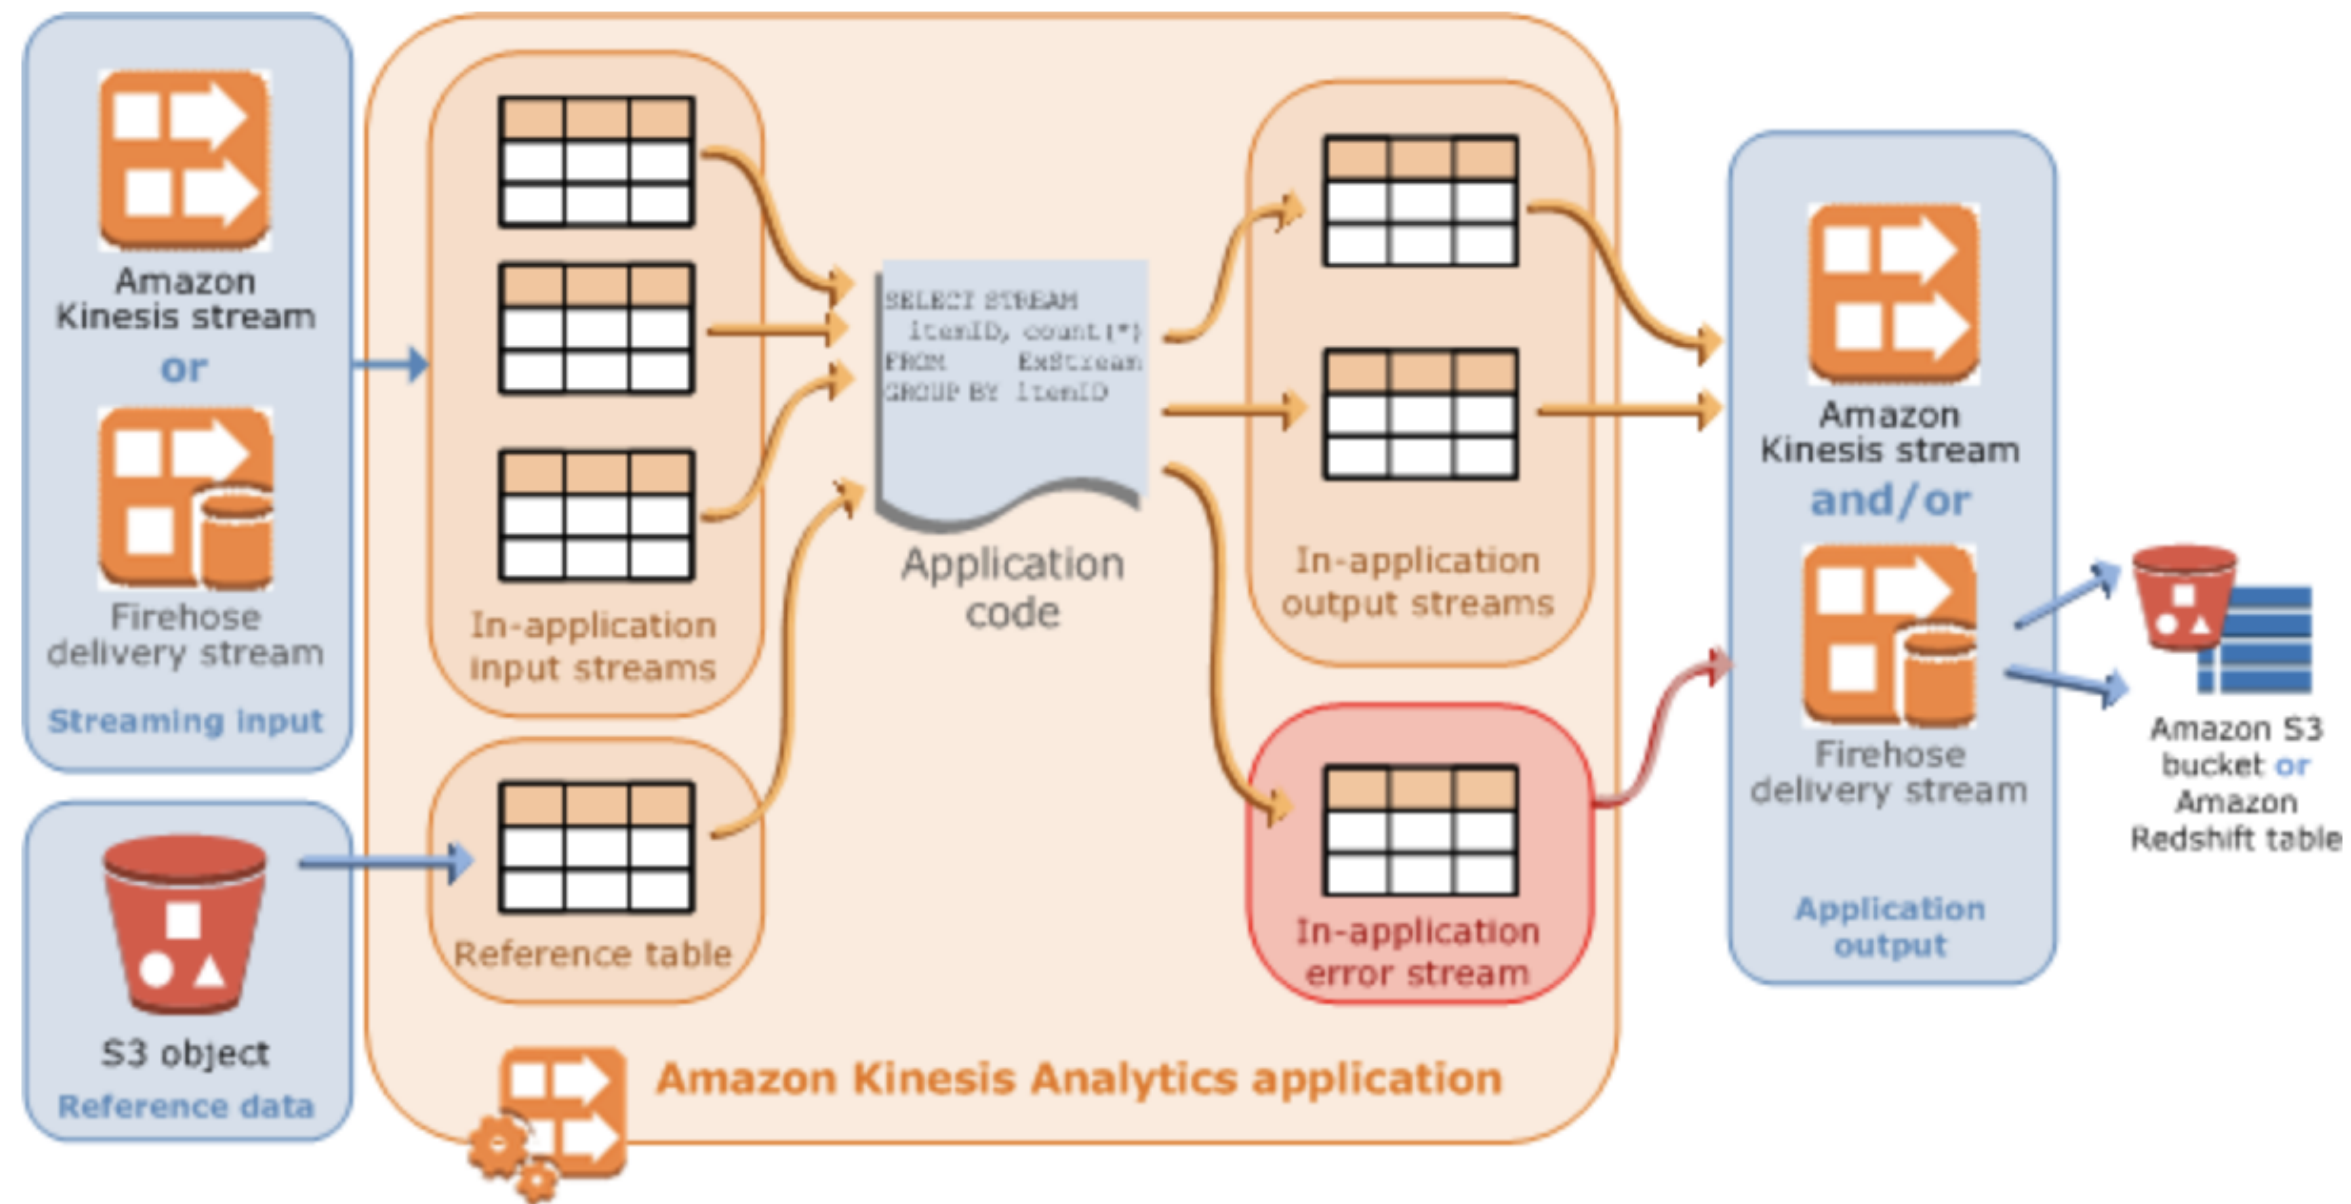 Amazon
Kinesis stream
or
Firehose
delivery stream
Streaming input
S3 object
Reference data
In-application
input streams
Reference table
SELECT STREAM
itemID, count(*)
FROM ExStream
GROUP BY itemID
Application
code
In-application
output streams
In-application
error stream
Amazon Kinesis Analytics application
Amazon
Kinesis stream
and/or
Firehose
delivery stream
Application
output
Amazon S3
bucket or
Amazon
Redshift table